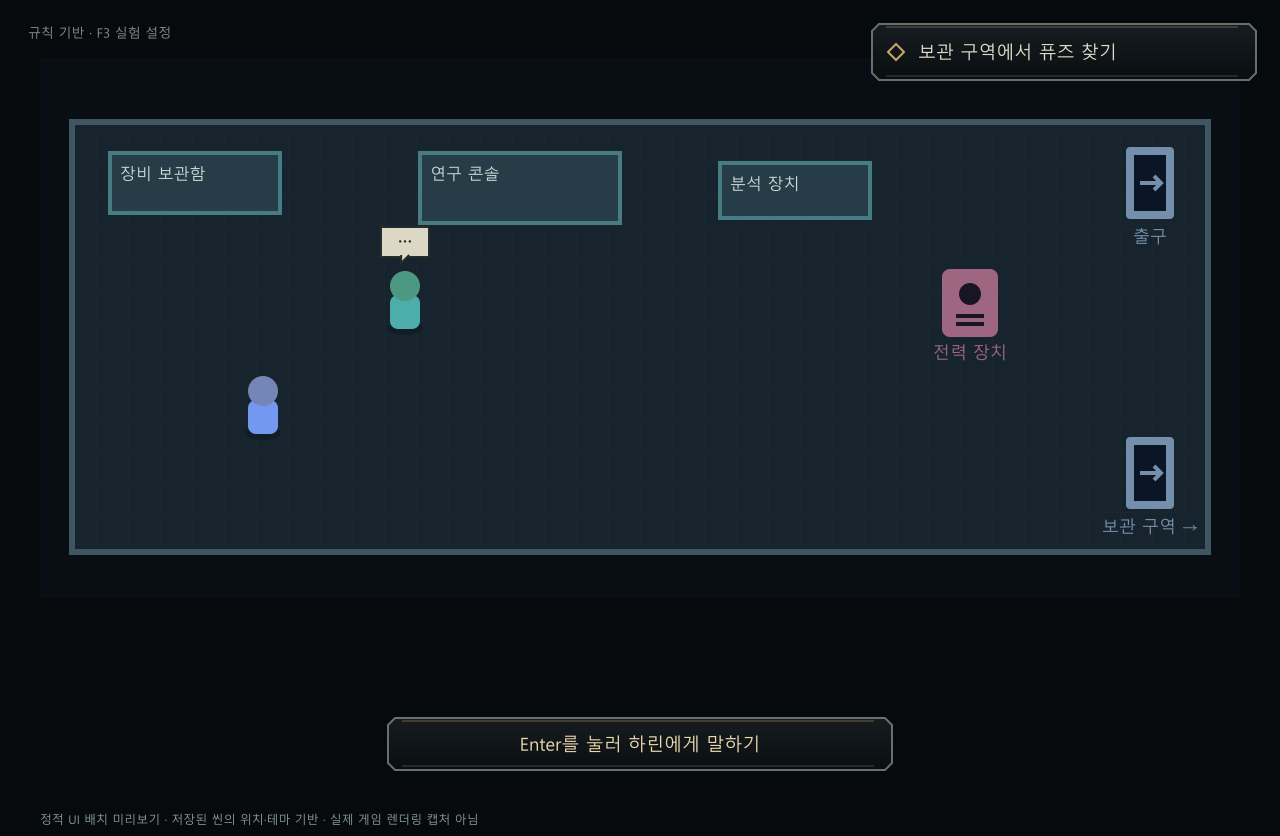 규칙 기반 · F3 실험 설정
보관 구역에서 퓨즈 찾기
장비 보관함
연구 콘솔
분석 장치
출구
...
전력 장치
보관 구역 →
Enter를 눌러 하린에게 말하기
정적 UI 배치 미리보기 · 저장된 씬의 위치·테마 기반 · 실제 게임 렌더링 캡처 아님